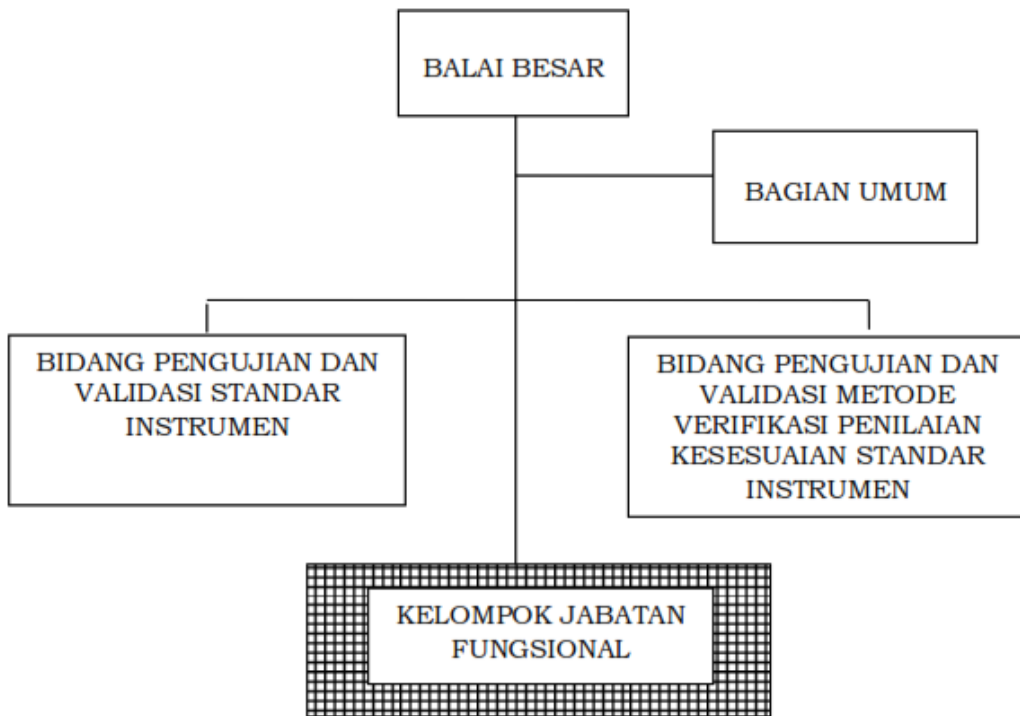 BALAI BESAR
BAGIAN UMUM
BIDANG PENGUJIAN DAN
VALIDASI STANDAR
INSTRUMEN
BIDANG PENGUJIAN DAN
VALIDASI METODE
VERIFIKASI PENILAIAN
KESESUAIAN STANDAR
INSTRUMEN
KELOMPOK JABATAN
FUNGSIONAL